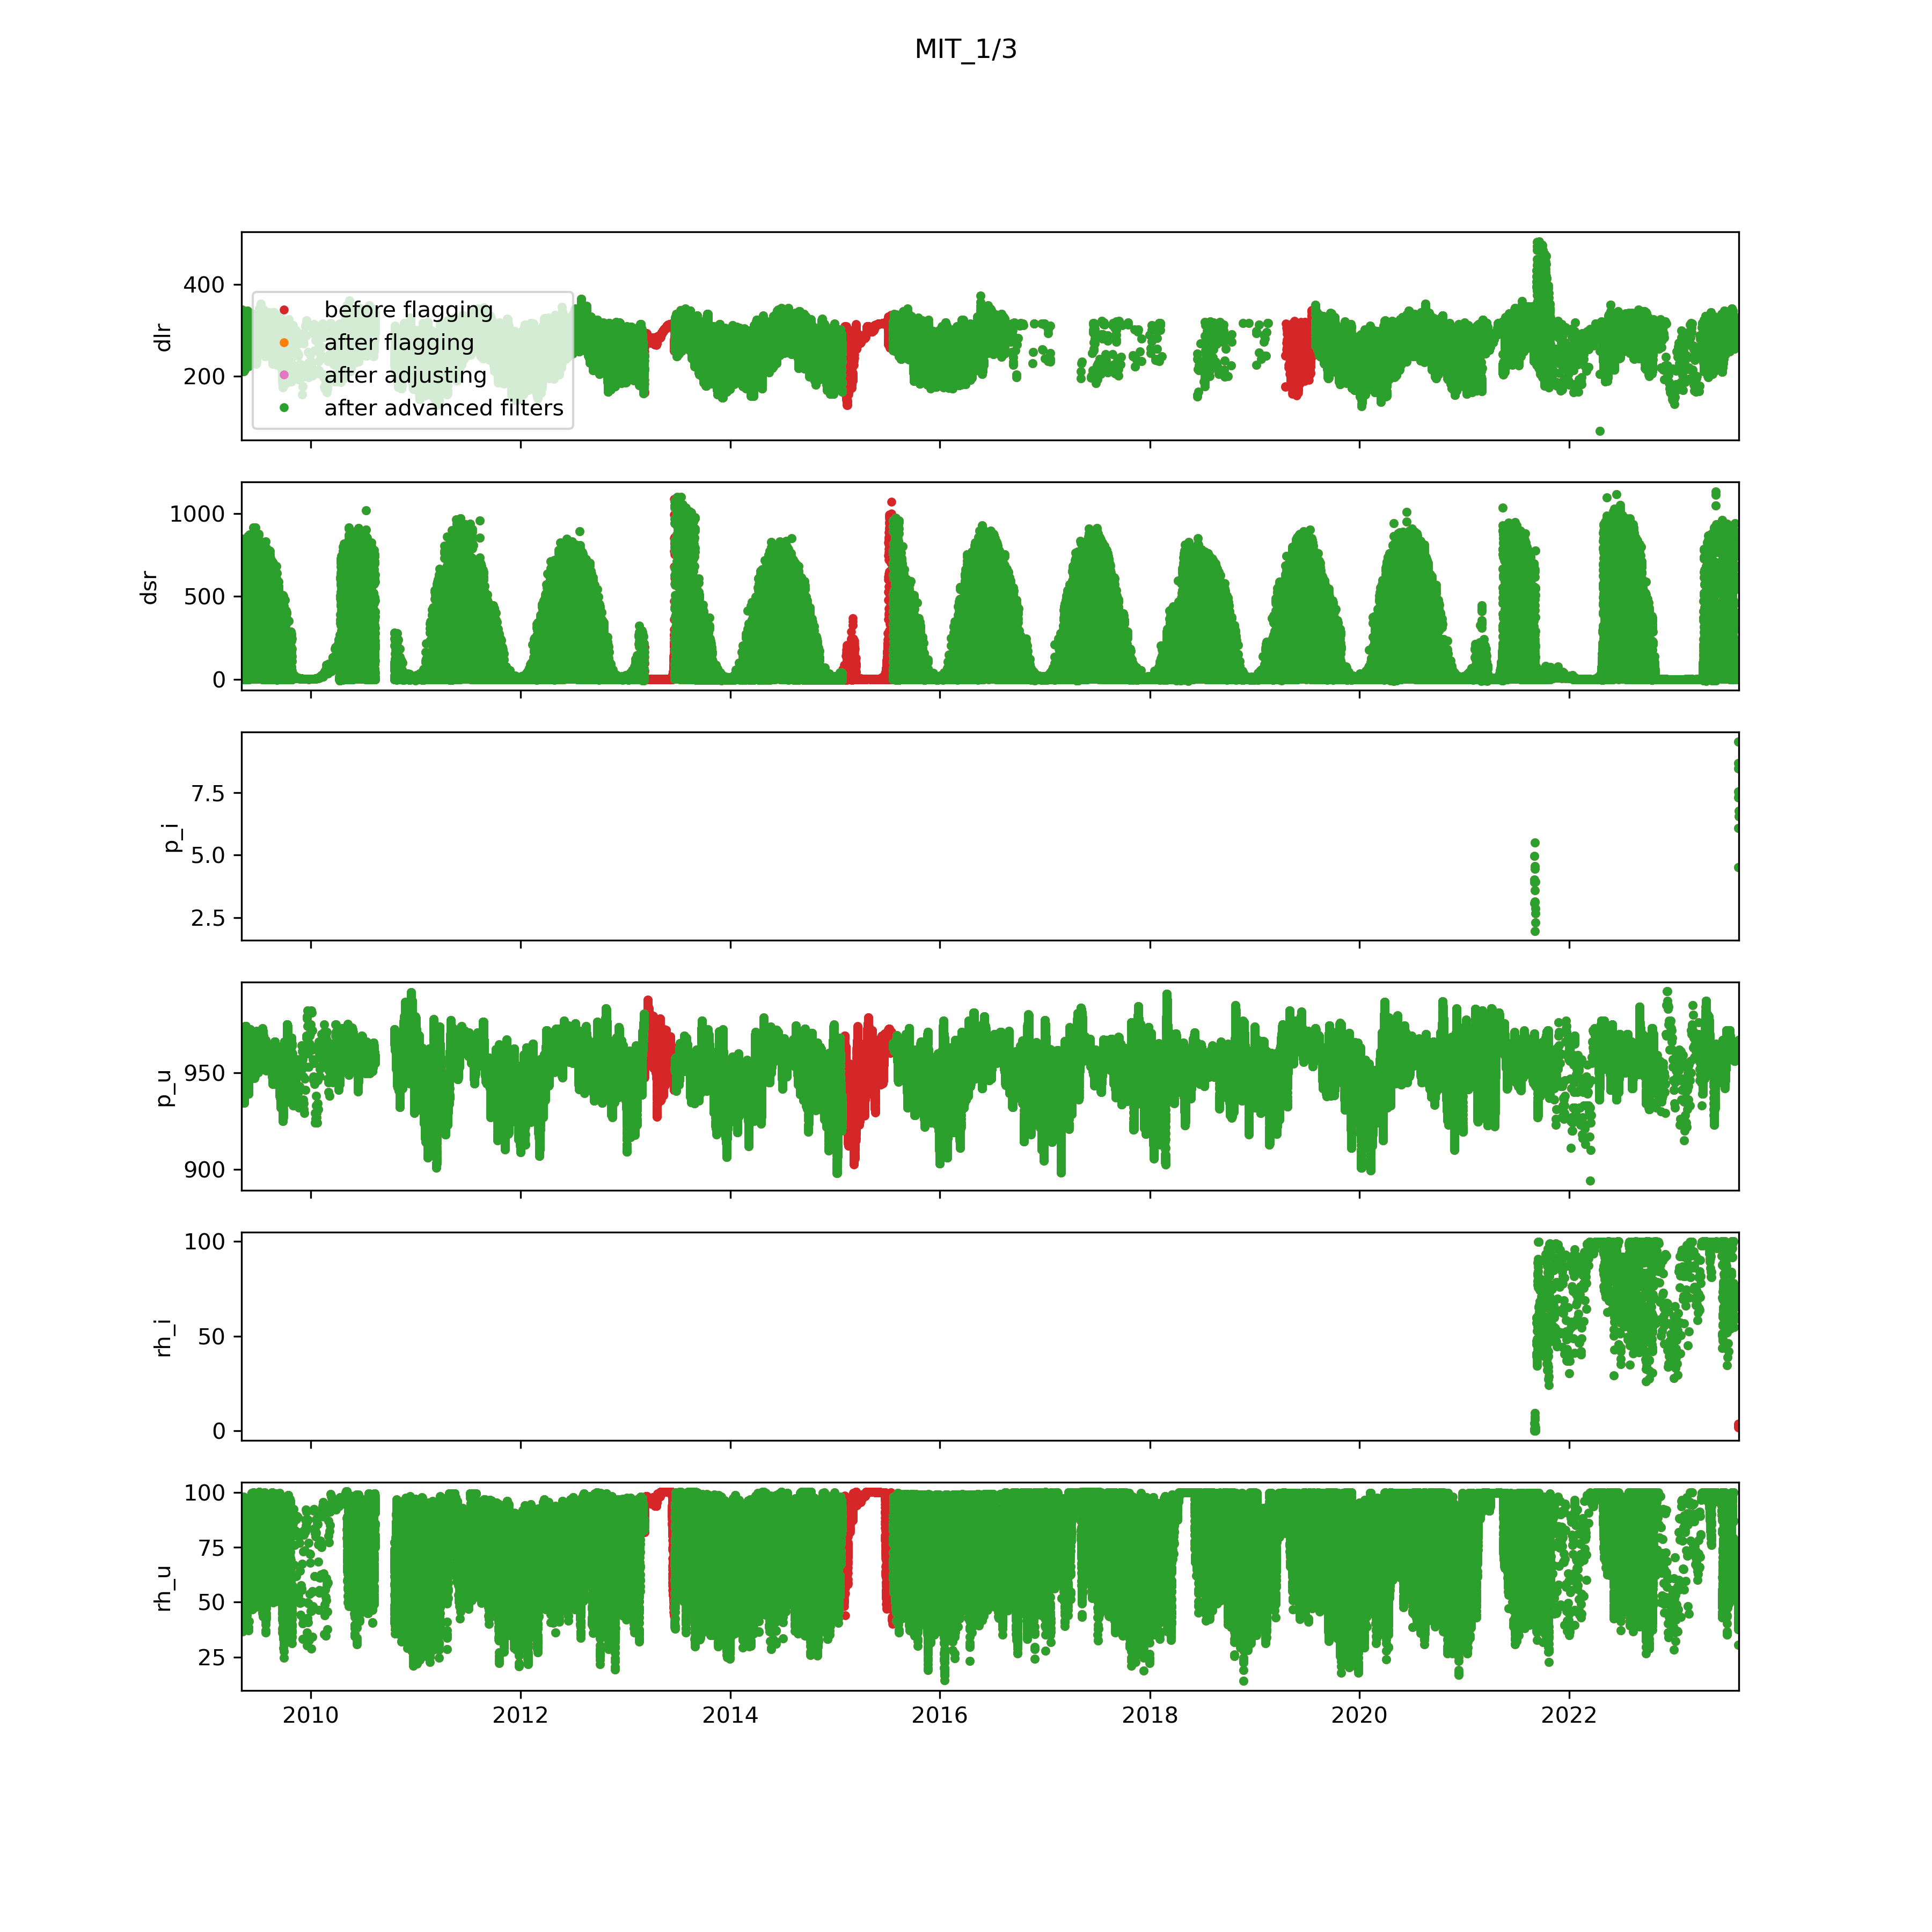 MIT_1/3
dlr
400
200
before flagging
after flagging
after adjusting
after advanced filters
dsr
1000
500
0
p_i
7.5
5.0
2.5
p_u
950
900
rh_i
100
50
0
rh_u
100
75
50
25
2010 2012 2014 2016 2018 2020 2022